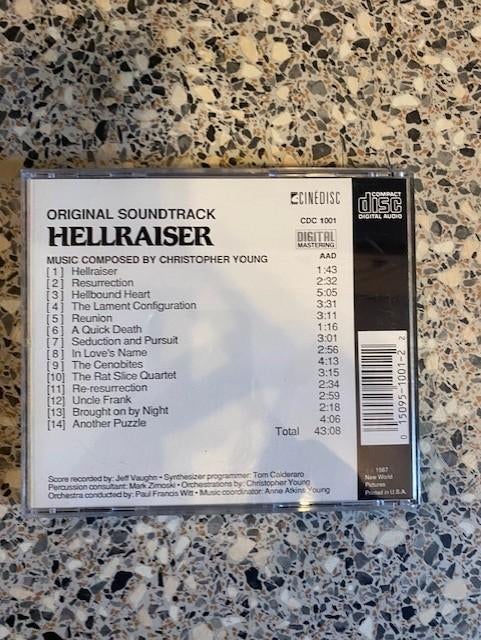 CINÉDISC
ORIGINAL SOUNDTRACK
CDC 1001
COMPACT
disc
DIGITAL AUDIO
HELLRAISER
DIGITAL
MASTERING
MUSIC COMPOSED BY CHRISTOPHER YOUNG
AAD
[ 1 ] Hellraiser 1:43
[ 2 ] Resurrection 2:32
[ 3 ] Hellbound Heart 5:05
[ 4 ] The Lament Configuration 3:31
[ 5 ] Reunion 3:11
[ 6 ] A Quick Death 1:16
[ 7 ] Seduction and Pursuit 3:01
[ 8 ] In Love's Name 2:56
[ 9 ] The Cenobites 4:13
[10] The Rat Slice Quartet 3:15
[11] Re-resurrection 2:34
[12] Uncle Frank 2:59
[13] Brought on by Night 2:18
[14] Another Puzzle 4:06
Total 43:08
Score recorded by: Jeff Vaughn • Synthesizer programmer: Tom Calderaro
Percussion consultant: Mark Zimoski • Orchestrations by: Christopher Young
Orchestra conducted by: Paul Francis Witt • Music coordinator: Anne Atkins Young
0 15095-1001-2 2
1987
New World
Pictures
Printed in U.S.A.